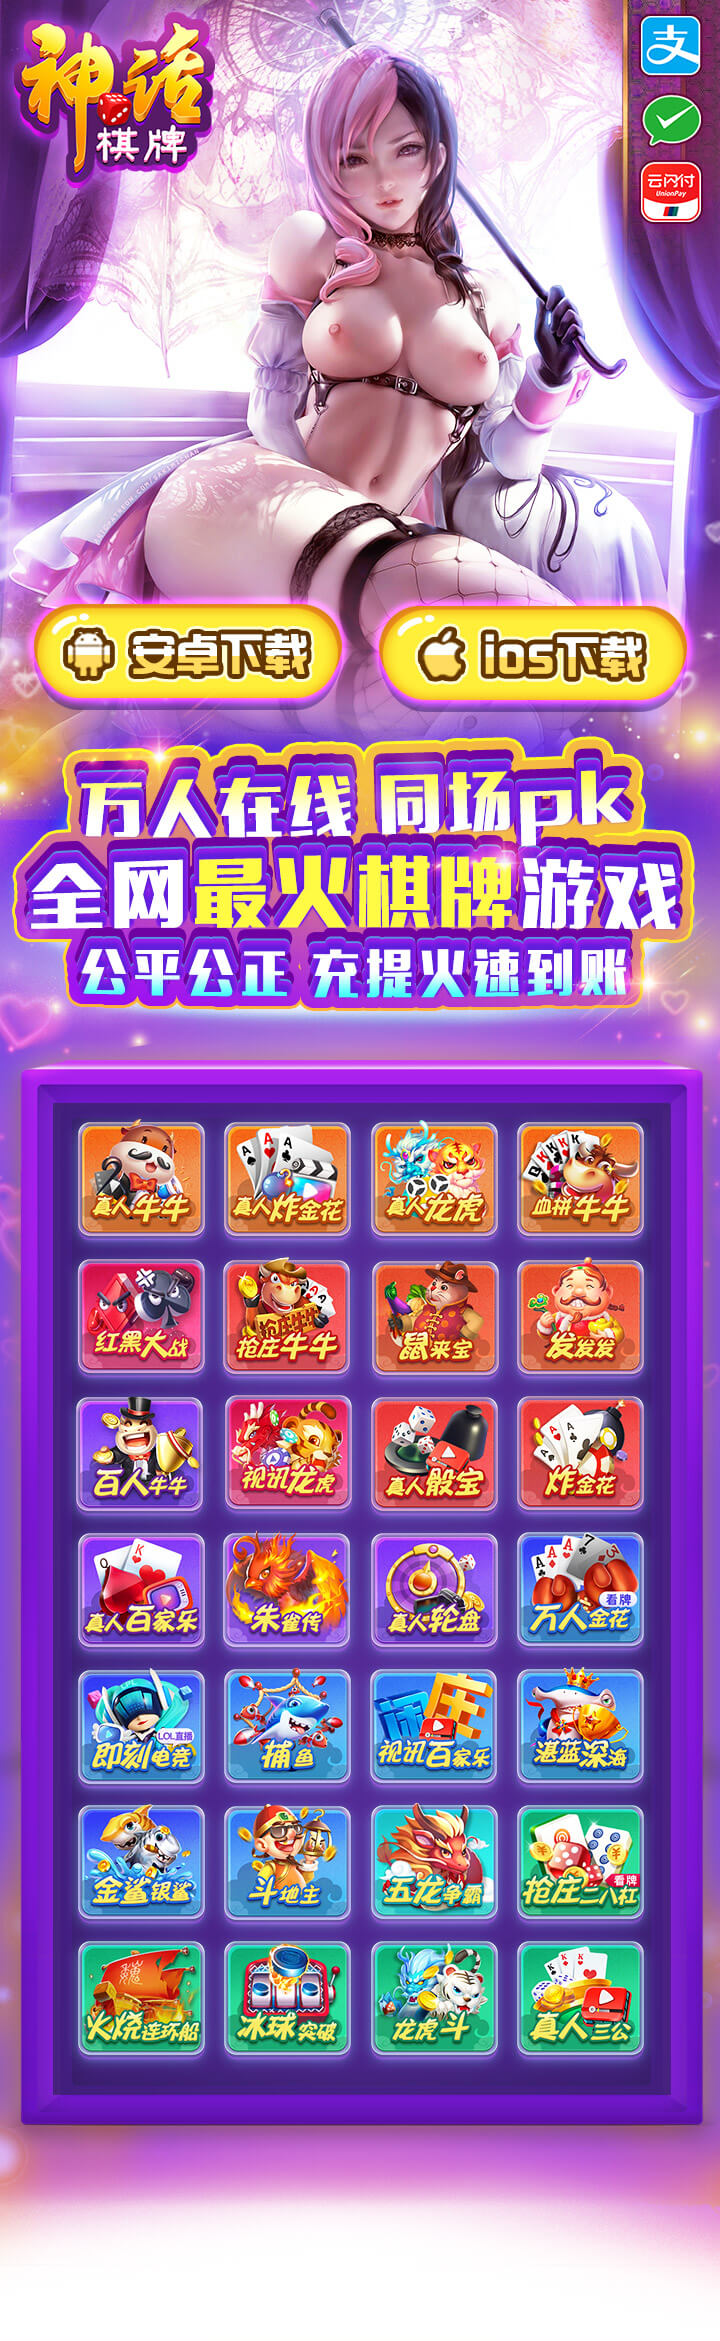 神话
棋牌
支
云闪付
UnionPay
安卓下载
ios下载
万人在线 同场pk
全网最火棋牌游戏
公平公正 充提火速到账
真人牛牛
真人炸金花
真人龙虎
血拼牛牛
红黑大战
抢庄牛牛
鼠来宝
发发发
百人牛牛
视讯龙虎
真人骰宝
炸金花
真人百家乐
朱雀传
真人轮盘
看牌
万人金花
LOL直播
即刻电竞
捕鱼
闲庄
视讯百家乐
湛蓝深海
金鲨银鲨
斗地主
五龙争霸
看牌
抢庄二八杠
魏
火烧连环船
冰球突破
龙虎斗
真人三公